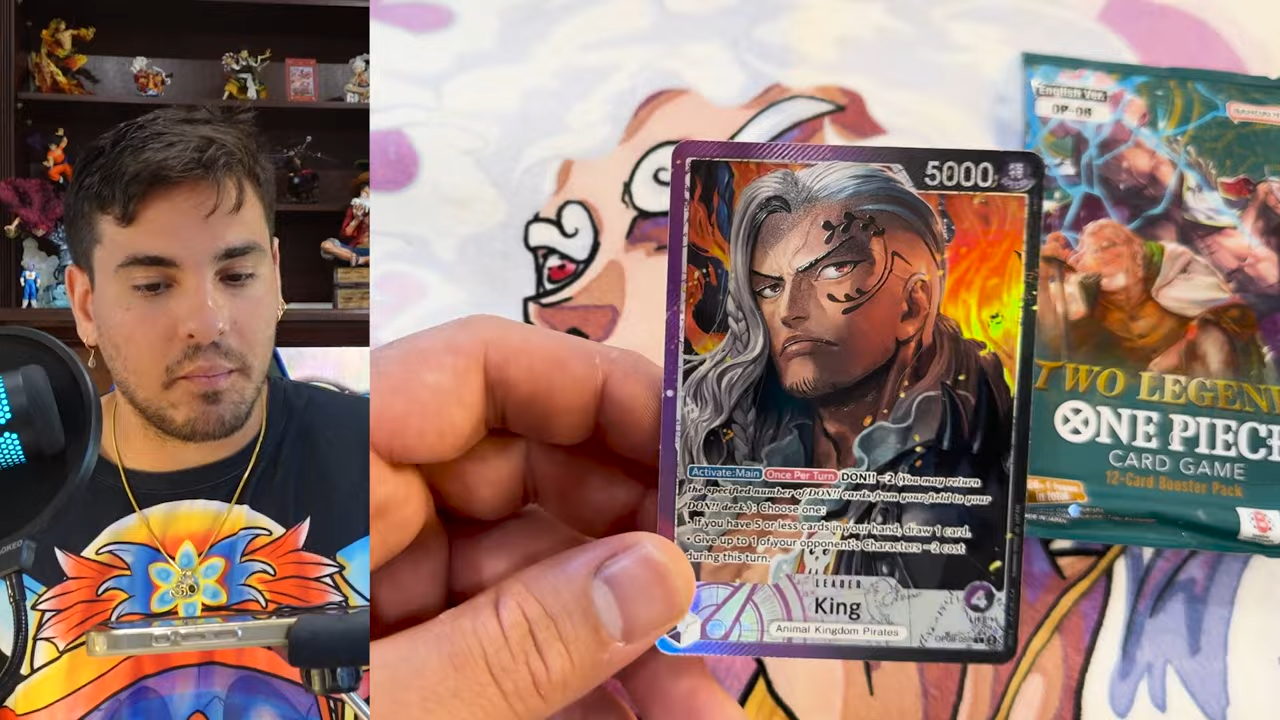 5000
Activate:Main Once Per Turn DON!! −2 (You may return
the specified number of DON!! cards from your field to your
DON!! deck.): Choose one:
• If you have 5 or less cards in your hand, draw 1 card.
• Give up to 1 of your opponent's Characters −2 cost
during this turn.
LEADER
King
Animal Kingdom Pirates
4
LIFE
English Ver.
OP-08
TWO LEGEN
ONE PIEC
CARD GAME
12-Card Booster Pack